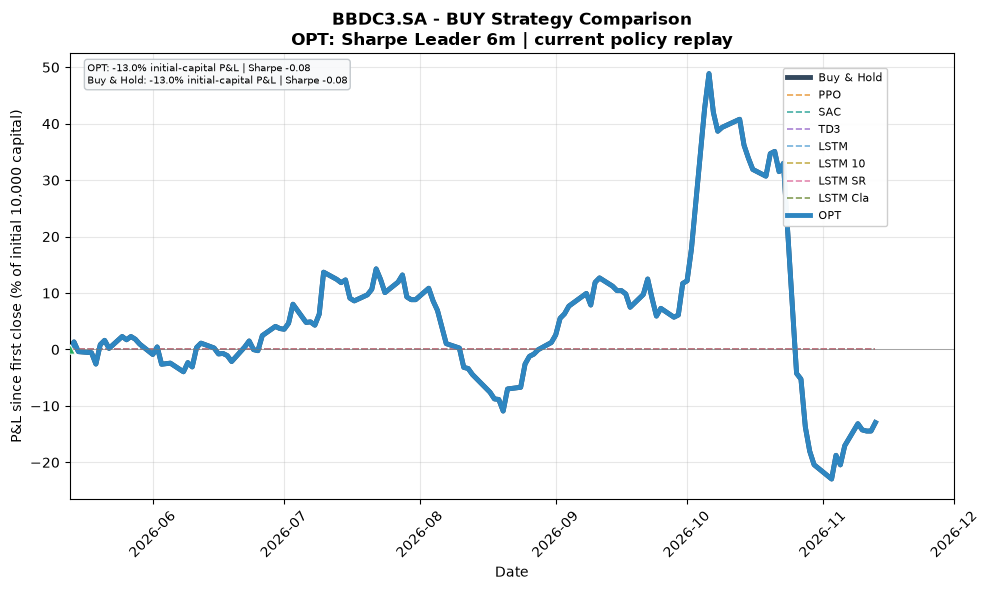 BBDC3.SA - BUY Strategy Comparison
OPT: Sharpe Leader 6m | current policy replay
OPT: -13.0% initial-capital P&L | Sharpe -0.08
Buy & Hold: -13.0% initial-capital P&L | Sharpe -0.08
Buy & Hold
PPO
SAC
TD3
LSTM
LSTM 10
LSTM SR
LSTM Cla
OPT
P&L since first close (% of initial 10,000 capital)
50
40
30
20
10
0
−10
−20
2026-06
2026-07
2026-08
2026-09
2026-10
2026-11
2026-12
Date